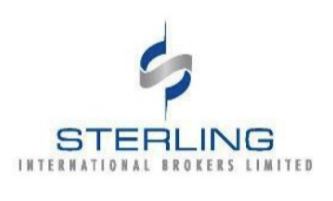 STERLING
INTERNATIONAL BROKERS LIMITED